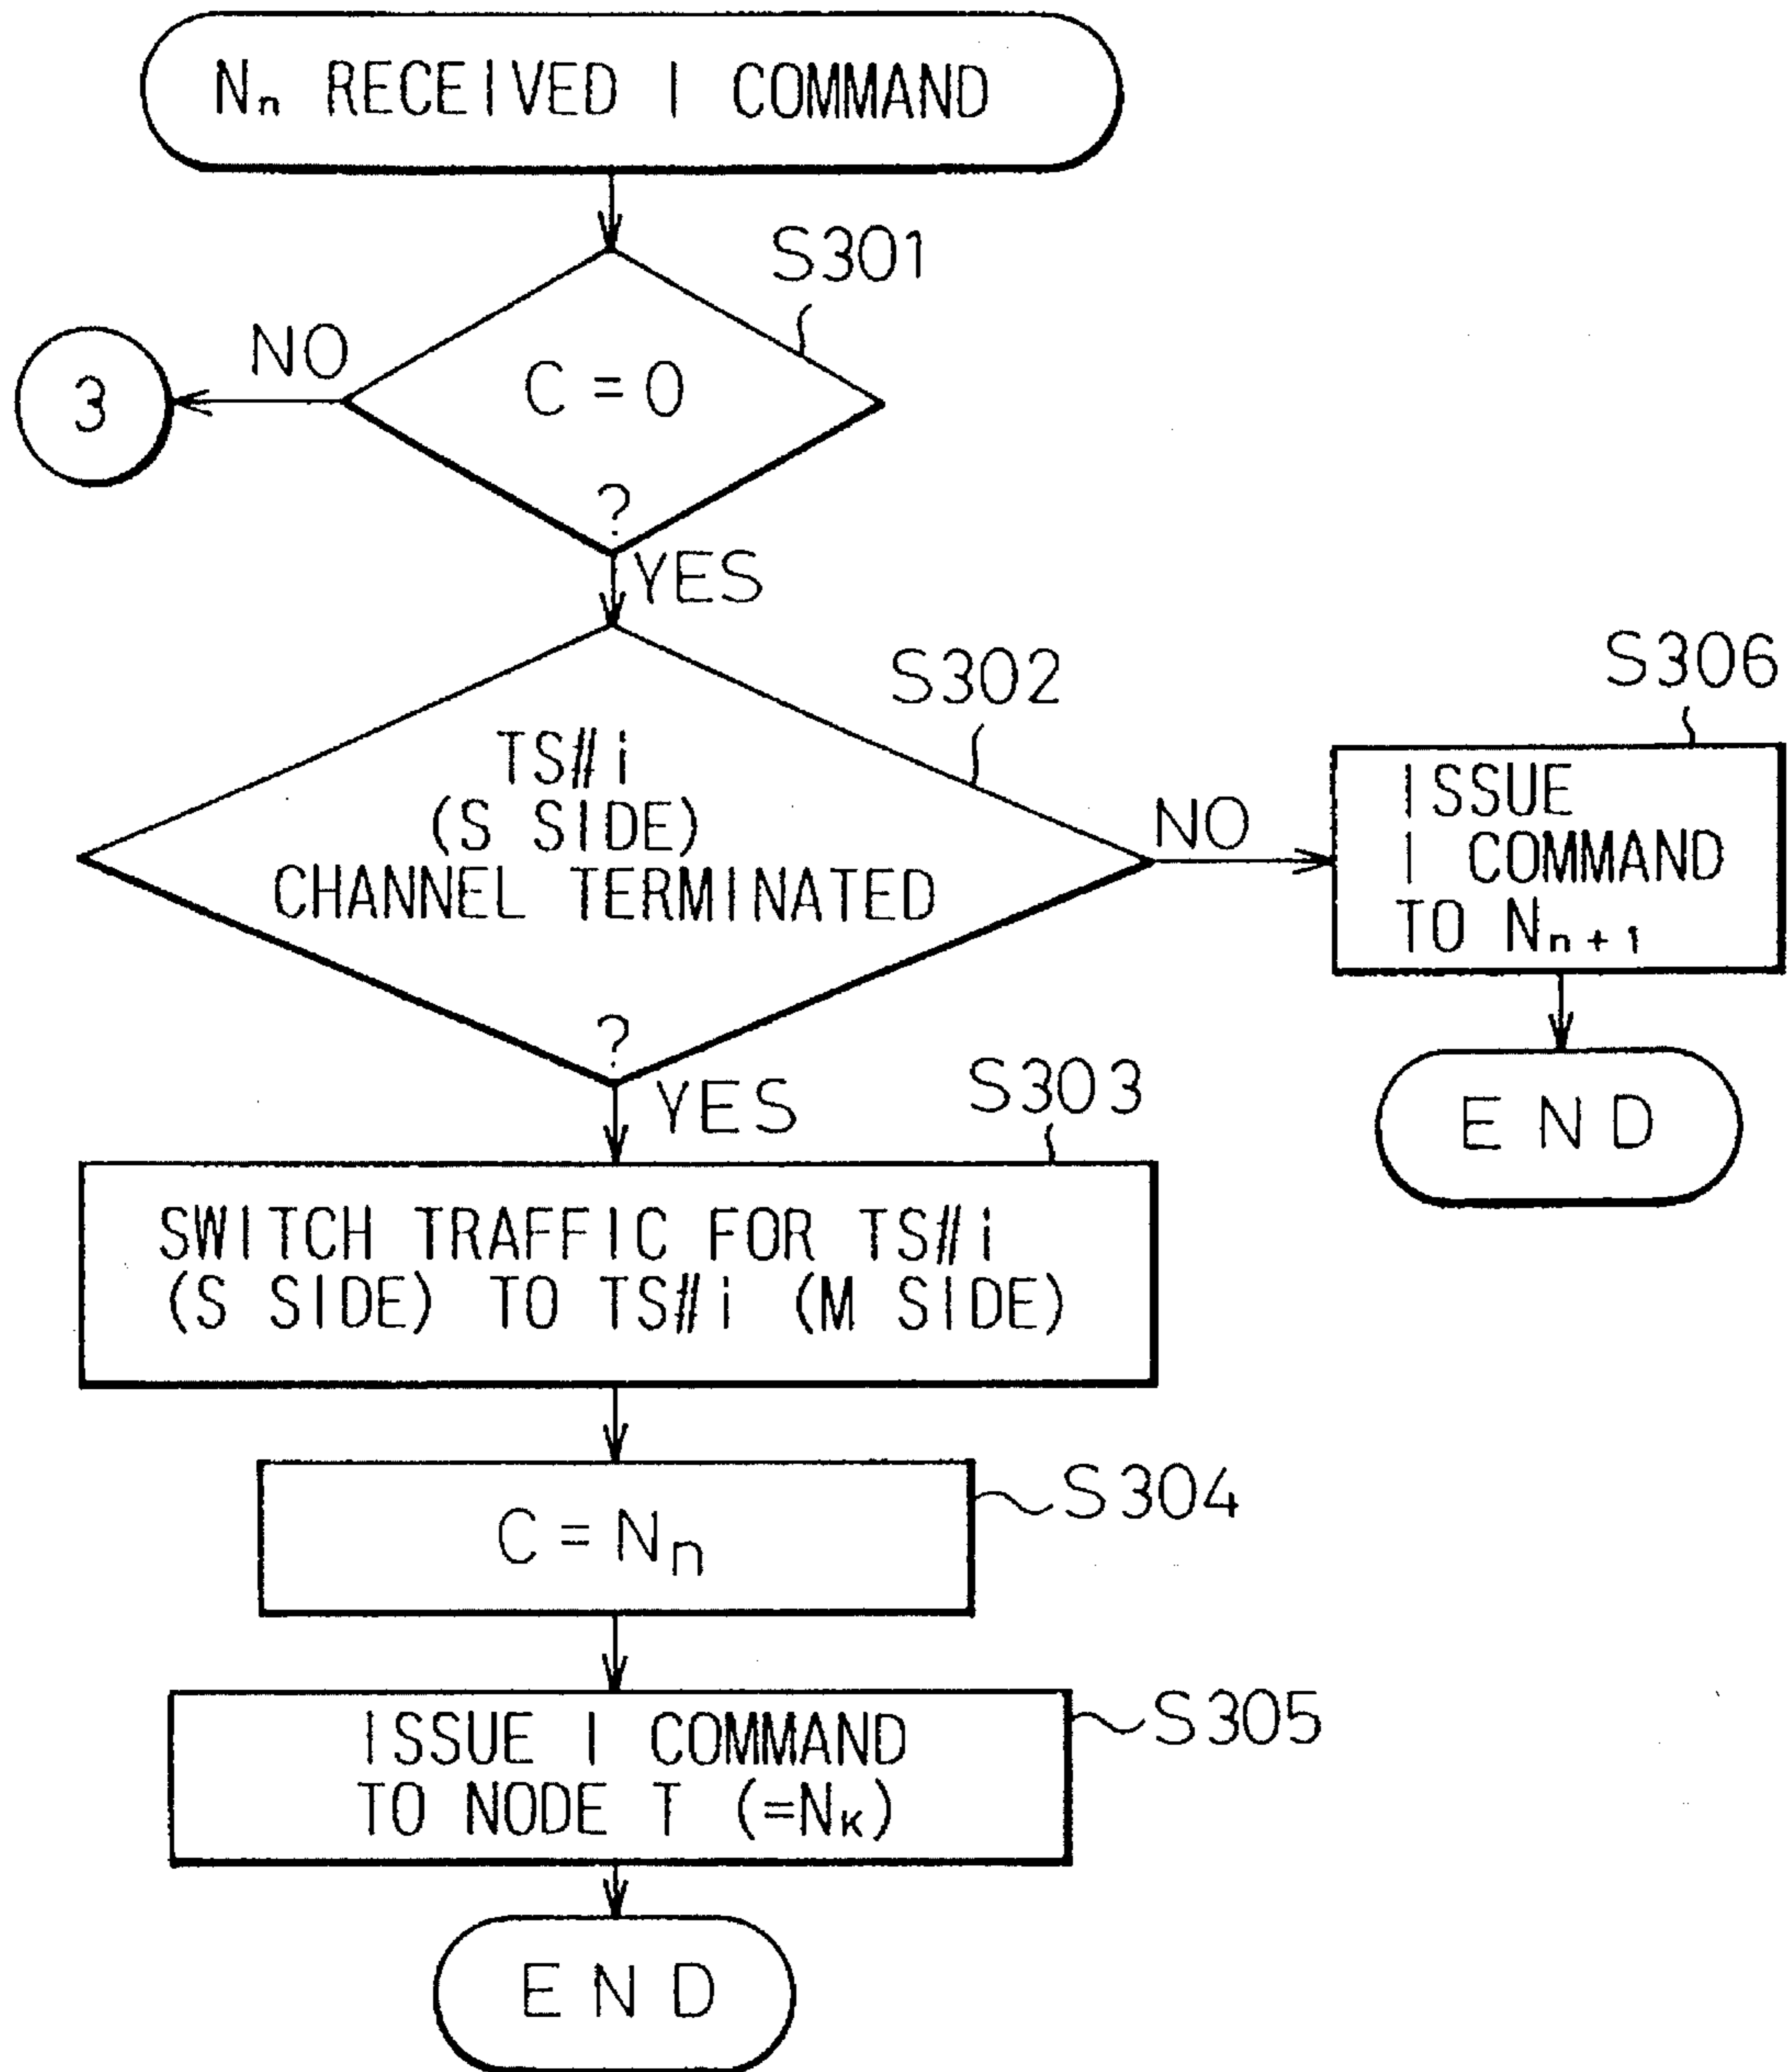 Nn RECEIVED I COMMAND
S301
NO
3
C = 0
?
YES
S302
S306
TS#i
(S SIDE)
CHANNEL TERMINATED
?
NO
ISSUE
I COMMAND
TO Nn+1
END
YES
S303
SWITCH TRAFFIC FOR TS#i
(S SIDE) TO TS#i (M SIDE)
C = Nn
S304
ISSUE I COMMAND
TO NODE T (=NK)
S305
END